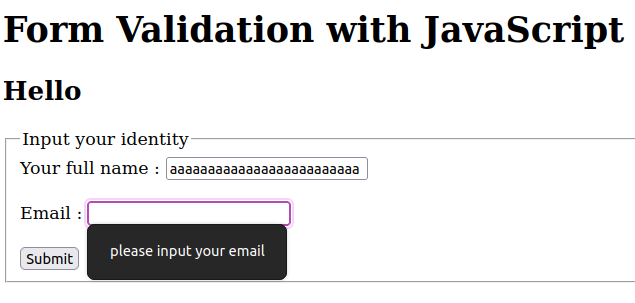 Form Validation with JavaScript
Hello
Input your identity
Your full name : aaaaaaaaaaaaaaaaaaaaaaaaa
Email :
please input your email
Submit